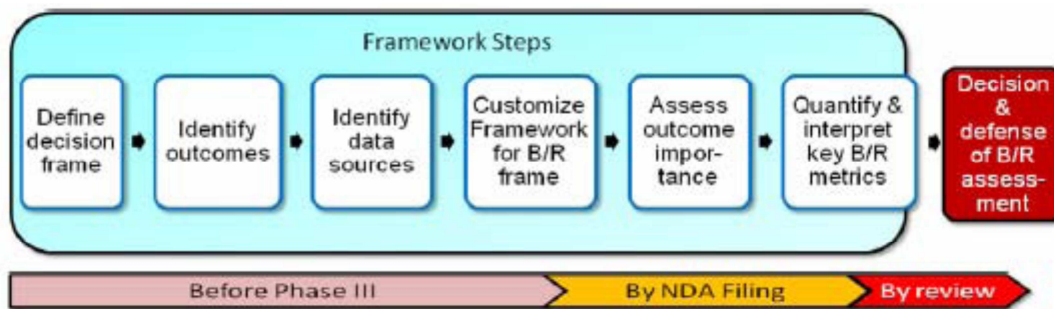 Framework Steps
Define
decision
frame
Identify
outcomes
Identify
data
sources
Customize
Framework
for B/R
frame
Assess
outcome
impor-
tance
Quantify &
interpret
key B/R
metrics
Decision
&
defense
of B/R
assess-
ment
Before Phase III
By NDA Filing
By review